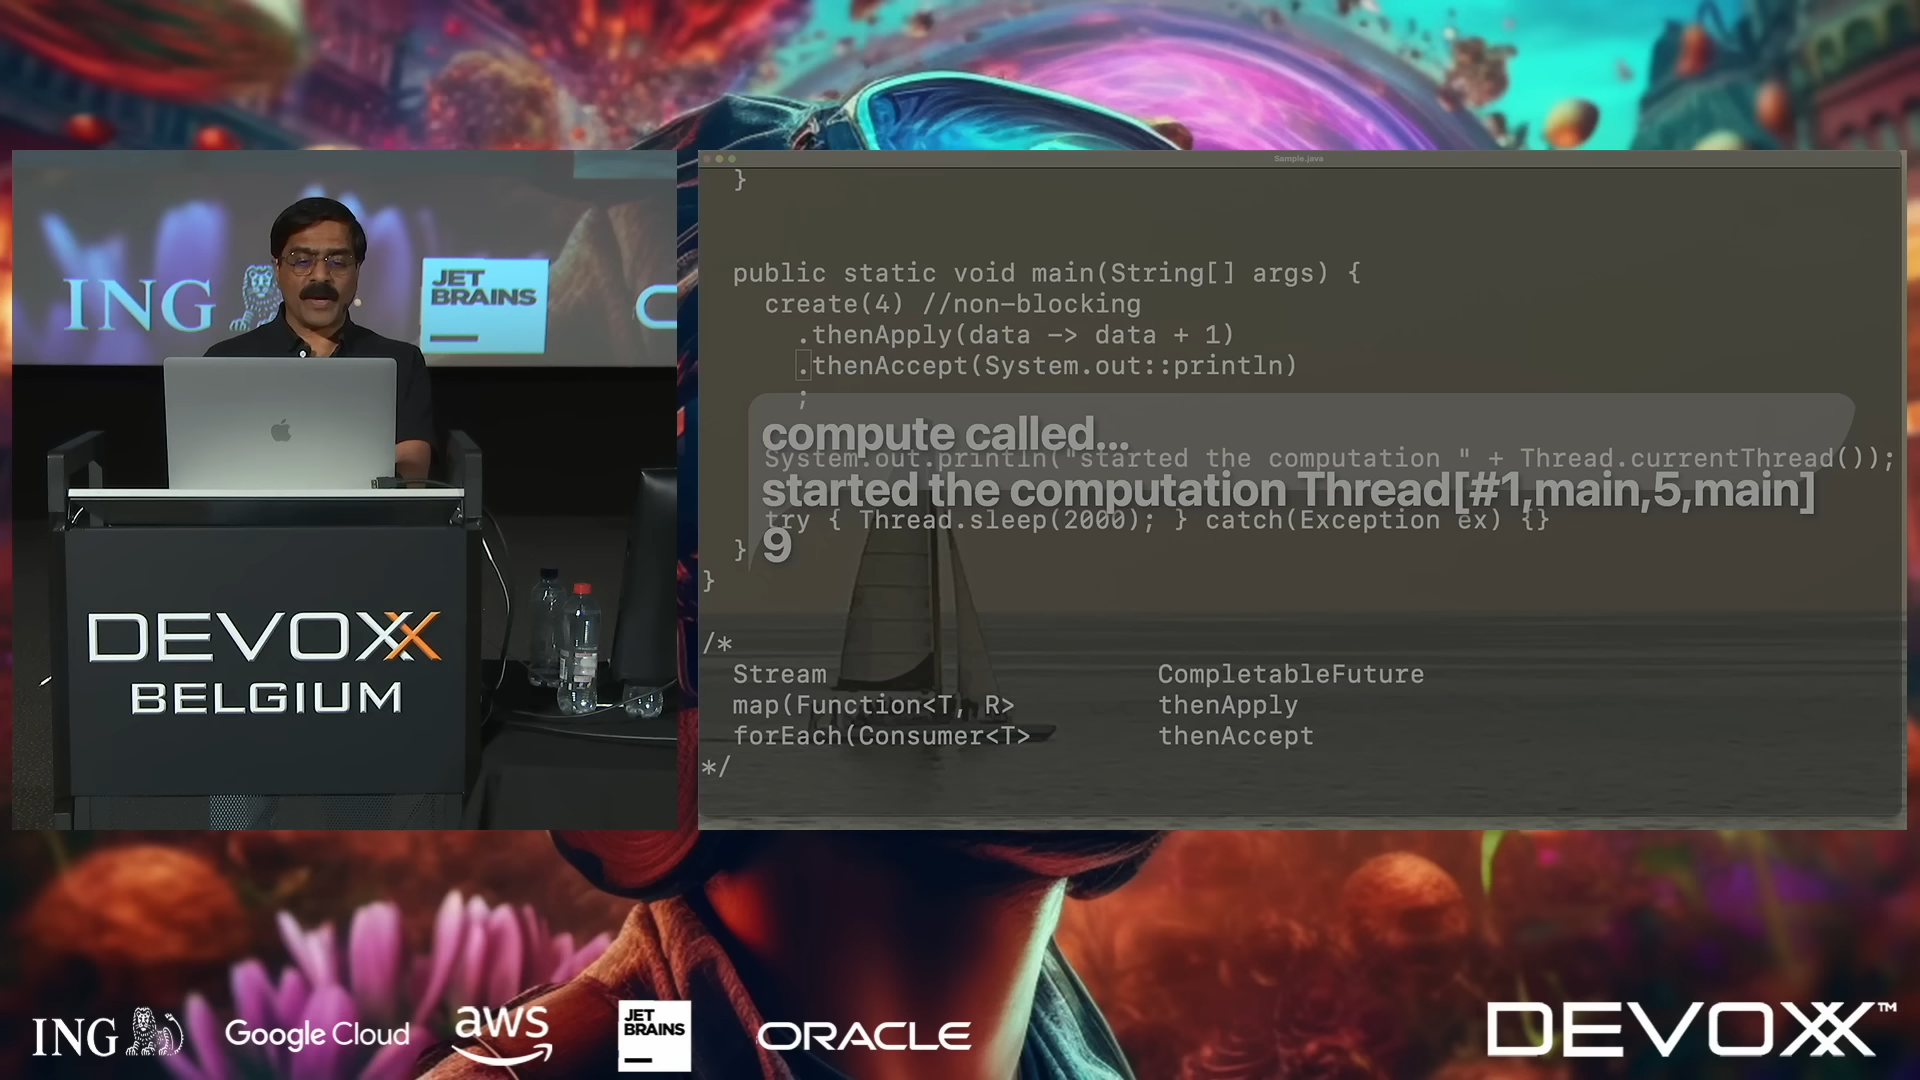 ING
JET
BRAINS
DEVOXX
BELGIUM
Sample.java
}
public static void main(String[] args) {
create(4) //non-blocking
.thenApply(data -> data + 1)
.thenAccept(System.out::println)
;
compute called...
System.out.println("started the computation " + Thread.currentThread());
started the computation Thread[#1,main,5,main]
try { Thread.sleep(2000); } catch(Exception ex) {}
9
}
}
/*
Stream CompletableFuture
map(Function<T, R> thenApply
forEach(Consumer<T> thenAccept
*/
ING
Google Cloud
aws
JET
BRAINS
ORACLE
DEVOXX™